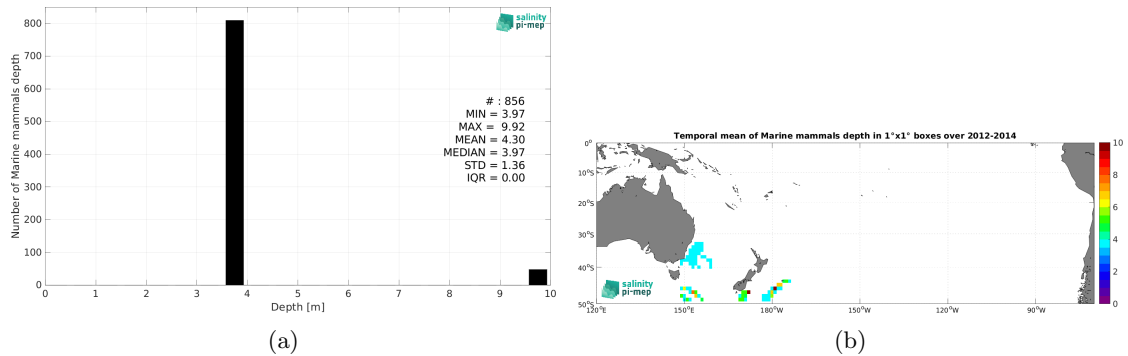 800
700
600
500
400
300
200
100
0
Number of Marine mammals depth
salinity
pi-mep
# : 856
MIN = 3.97
MAX = 9.92
MEAN = 4.30
MEDIAN = 3.97
STD = 1.36
IQR = 0.00
0 1 2 3 4 5 6 7 8 9 10
Depth [m]
(a)
Temporal mean of Marine mammals depth in 1°x1° boxes over 2012-2014
0°
10°S
20°S
30°S
40°S
50°S
salinity
pi-mep
120°E 150°E 180°W 150°W 120°W 90°W
10
8
6
4
2
0
(b)